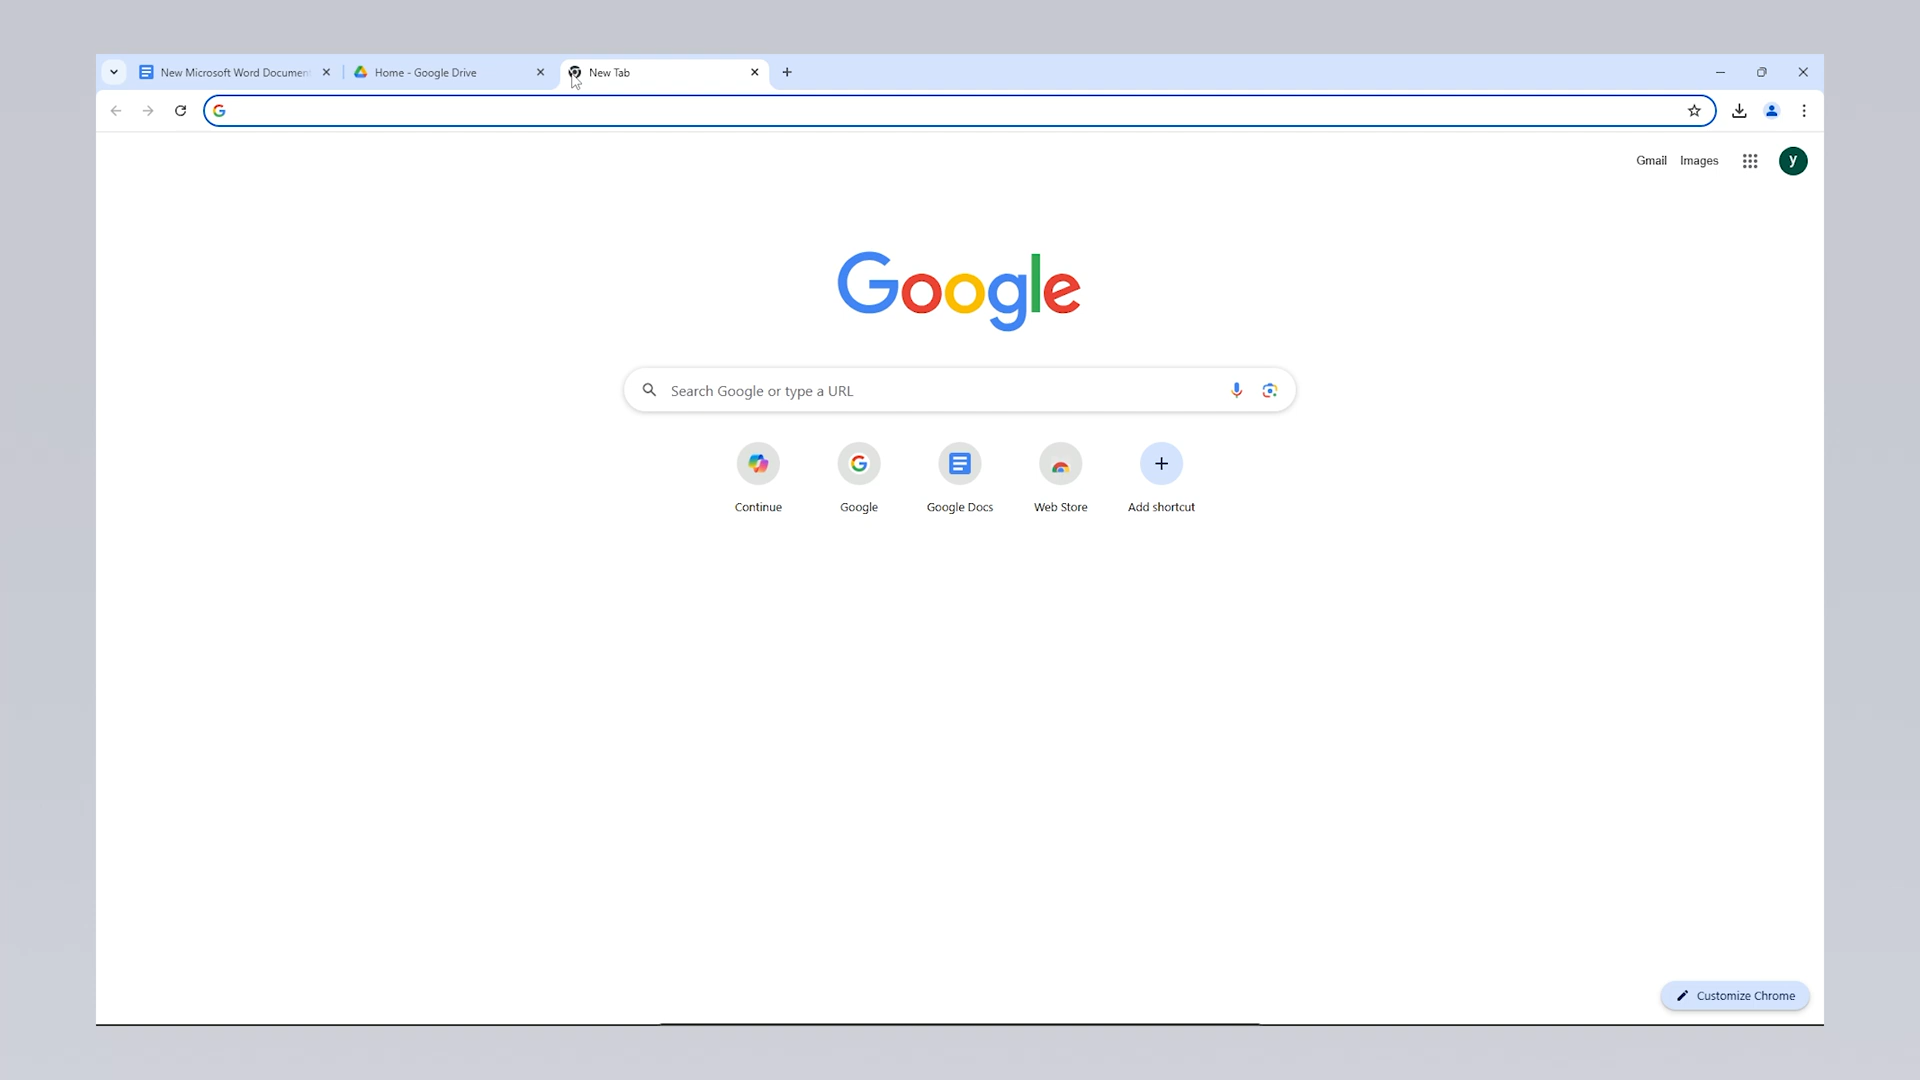 New Microsoft Word Documen
Home - Google Drive
New Tab
Gmail
Images
y
Google
Search Google or type a URL
Continue
Google
Google Docs
Web Store
Add shortcut
Customize Chrome